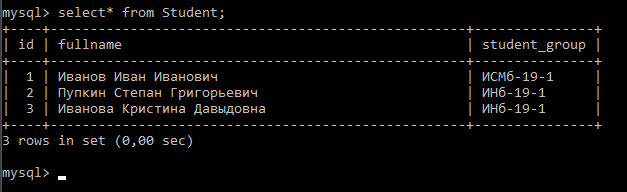 mysql> select* from Student;
+----+---------------------------------------------------+---------------+
| id | fullname | student_group |
+----+---------------------------------------------------+---------------+
| 1 | Иванов Иван Иванович | ИСМб-19-1 |
| 2 | Пупкин Степан Григорьевич | ИНб-19-1 |
| 3 | Иванова Кристина Давыдовна | ИНб-19-1 |
+----+---------------------------------------------------+---------------+
3 rows in set (0,00 sec)
mysql>